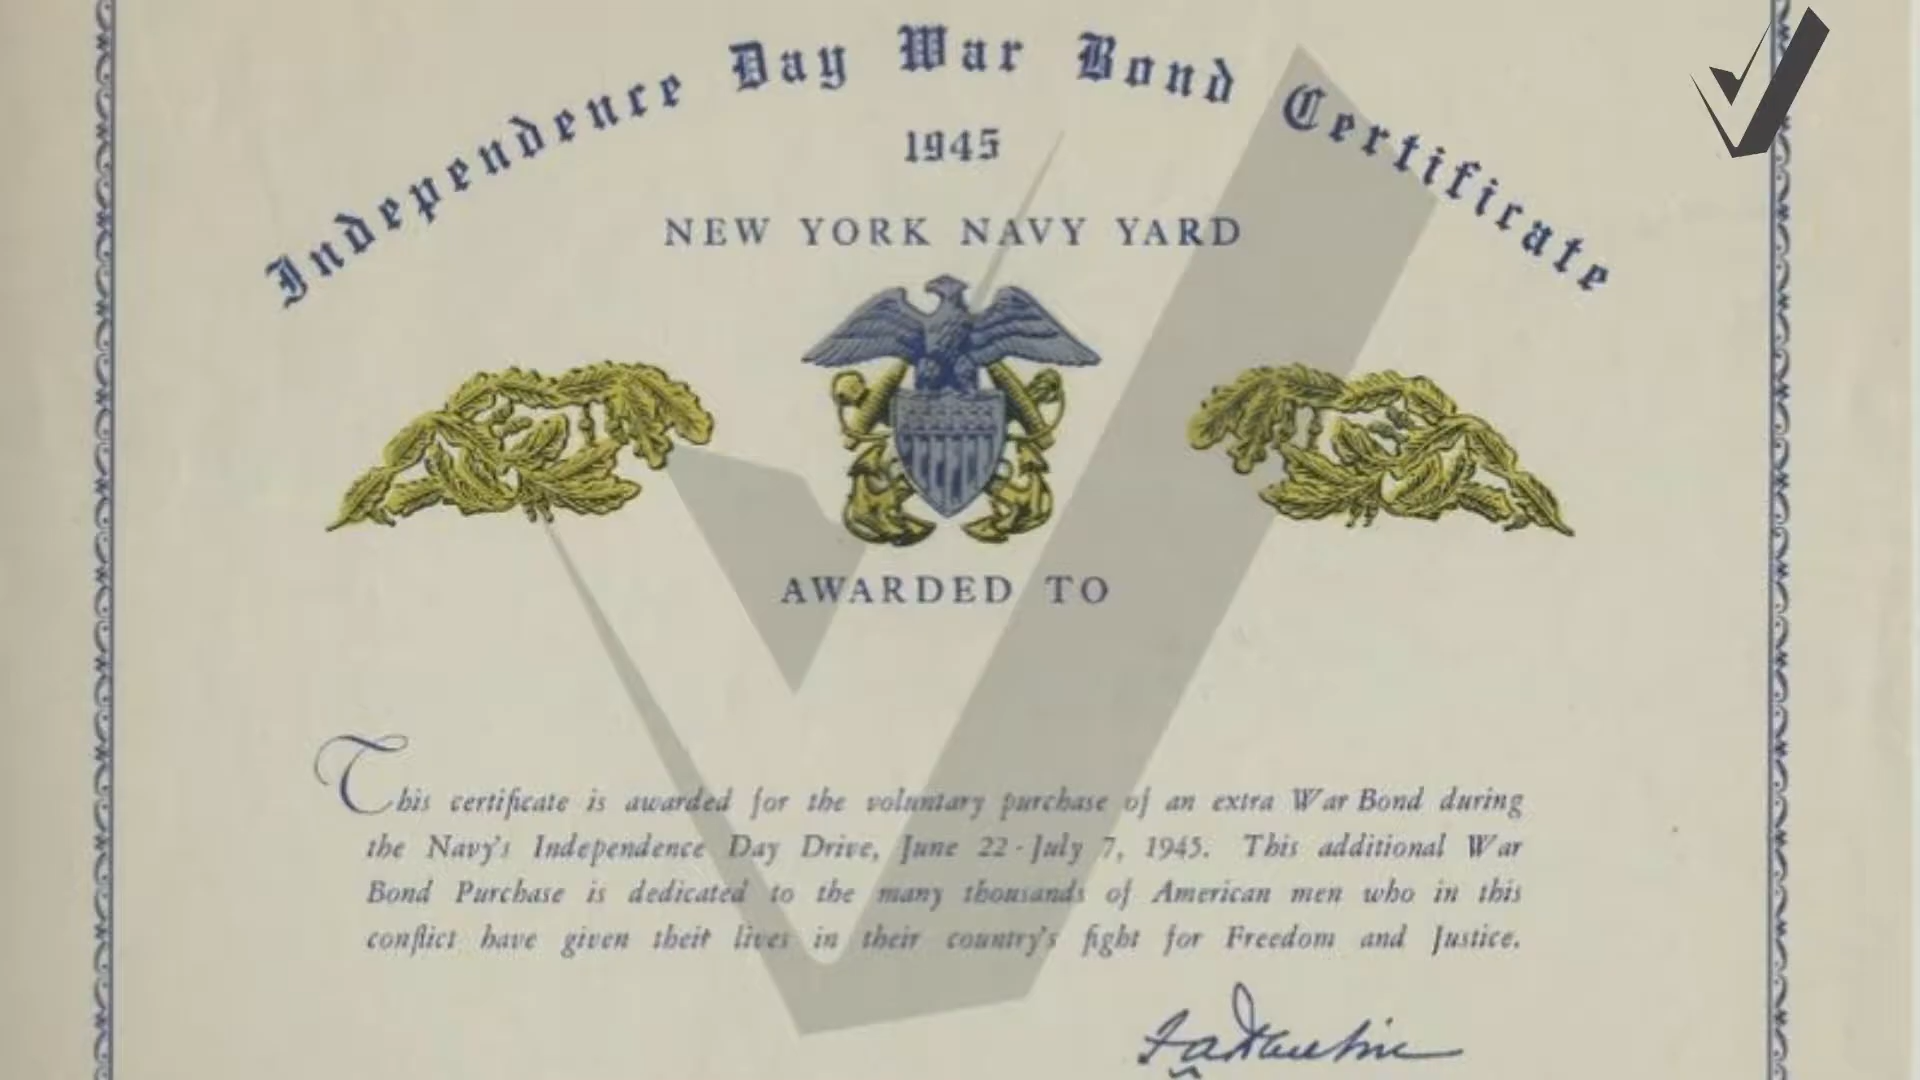 Independence Day War Bond Certificate
1945
NEW YORK NAVY YARD
AWARDED TO
This certificate is awarded for the voluntary purchase of an extra War Bond during
the Navy's Independence Day Drive, June 22 - July 7, 1945. This additional War
Bond Purchase is dedicated to the many thousands of American men who in this
conflict have given their lives in their country's fight for Freedom and Justice.